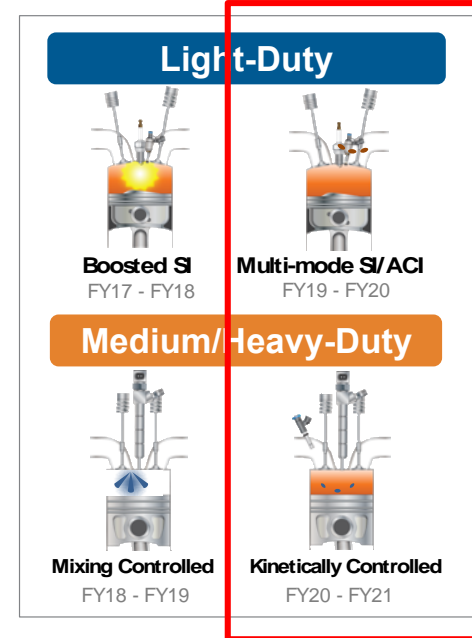 Light-Duty
Boosted SI Multi-mode SI/ACI
FY17 - FY18 FY19 - FY20
Medium/Heavy-Duty
Mixing Controlled Kinetically Controlled
FY18 - FY19 FY20 - FY21